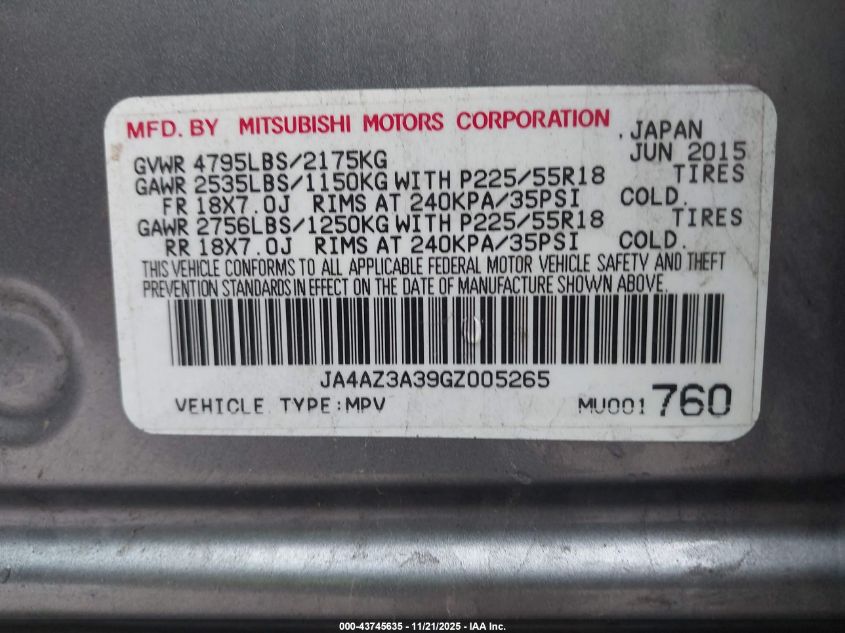 MFD. BY MITSUBISHI MOTORS CORPORATION . JAPAN
GVWR 4795LBS/2175KG JUN 2015
GAWR 2535LBS/1150KG WITH P225/55R18 TIRES
FR 18X7.0J RIMS AT 240KPA/35PSI COLD.
GAWR 2756LBS/1250KG WITH P225/55R18 TIRES
RR 18X7.0J RIMS AT 240KPA/35PSI COLD.
THIS VEHICLE CONFORMS TO ALL APPLICABLE FEDERAL MOTOR VEHICLE SAFETY AND THEFT
PREVENTION STANDARDS IN EFFECT ON THE DATE OF MANUFACTURE SHOWN ABOVE.
JA4AZ3A39GZ005265
VEHICLE TYPE:MPV MU001 760
000-43745635 - 11/21/2025 - IAA Inc.